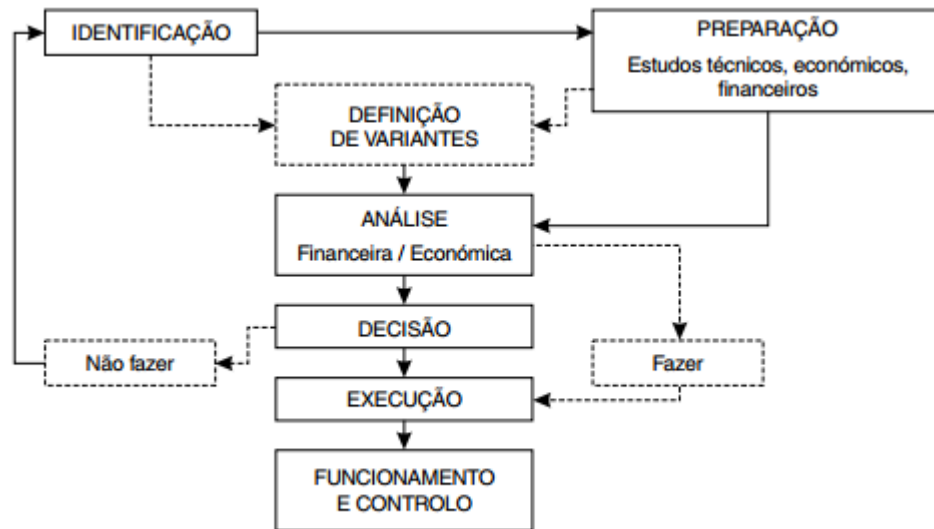 IDENTIFICAÇÃO
PREPARAÇÃO
Estudos técnicos, económicos,
financeiros
DEFINIÇÃO
DE VARIANTES
ANÁLISE
Financeira / Económica
DECISÃO
Não fazer
Fazer
EXECUÇÃO
FUNCIONAMENTO
E CONTROLO